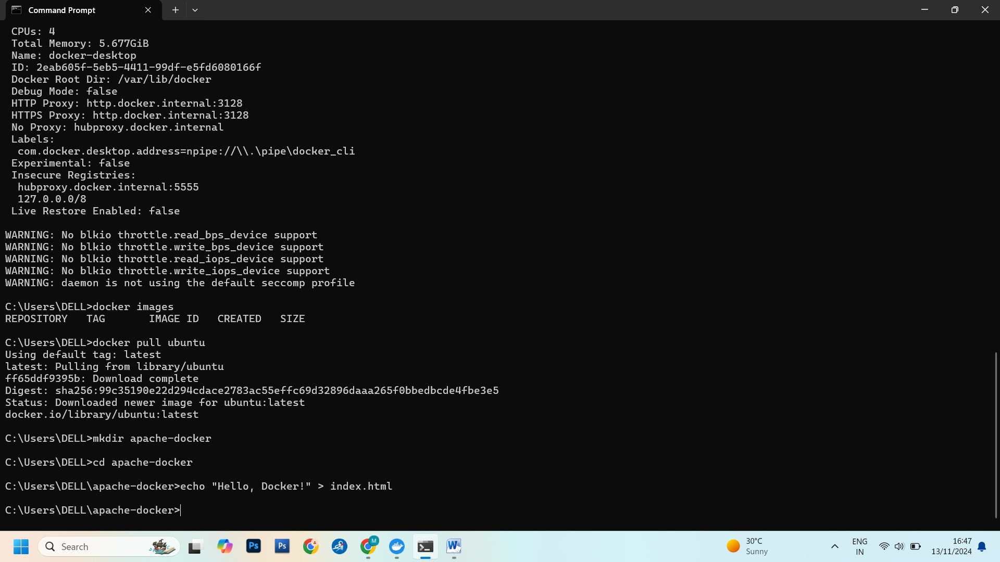 Command Prompt
CPUs: 4
Total Memory: 5.677GiB
Name: docker-desktop
ID: 2eab605f-5eb5-4411-99df-e5fd6080166f
Docker Root Dir: /var/lib/docker
Debug Mode: false
HTTP Proxy: http.docker.internal:3128
HTTPS Proxy: http.docker.internal:3128
No Proxy: hubproxy.docker.internal
Labels:
com.docker.desktop.address=npipe://\\.\pipe\docker_cli
Experimental: false
Insecure Registries:
hubproxy.docker.internal:5555
127.0.0.0/8
Live Restore Enabled: false
WARNING: No blkio throttle.read_bps_device support
WARNING: No blkio throttle.write_bps_device support
WARNING: No blkio throttle.read_iops_device support
WARNING: No blkio throttle.write_iops_device support
WARNING: daemon is not using the default seccomp profile
C:\Users\DELL>docker images
REPOSITORY   TAG       IMAGE ID   CREATED   SIZE
C:\Users\DELL>docker pull ubuntu
Using default tag: latest
latest: Pulling from library/ubuntu
ff65ddf9395b: Download complete
Digest: sha256:99c35190e22d294cdace2783ac55effc69d32896daaa265f0bbedbcde4fbe3e5
Status: Downloaded newer image for ubuntu:latest
docker.io/library/ubuntu:latest
C:\Users\DELL>mkdir apache-docker
C:\Users\DELL>cd apache-docker
C:\Users\DELL\apache-docker>echo "Hello, Docker!" > index.html
C:\Users\DELL\apache-docker>
Search
Ps
Ps
M
W
30°C
Sunny
ENG
IN
16:47
13/11/2024